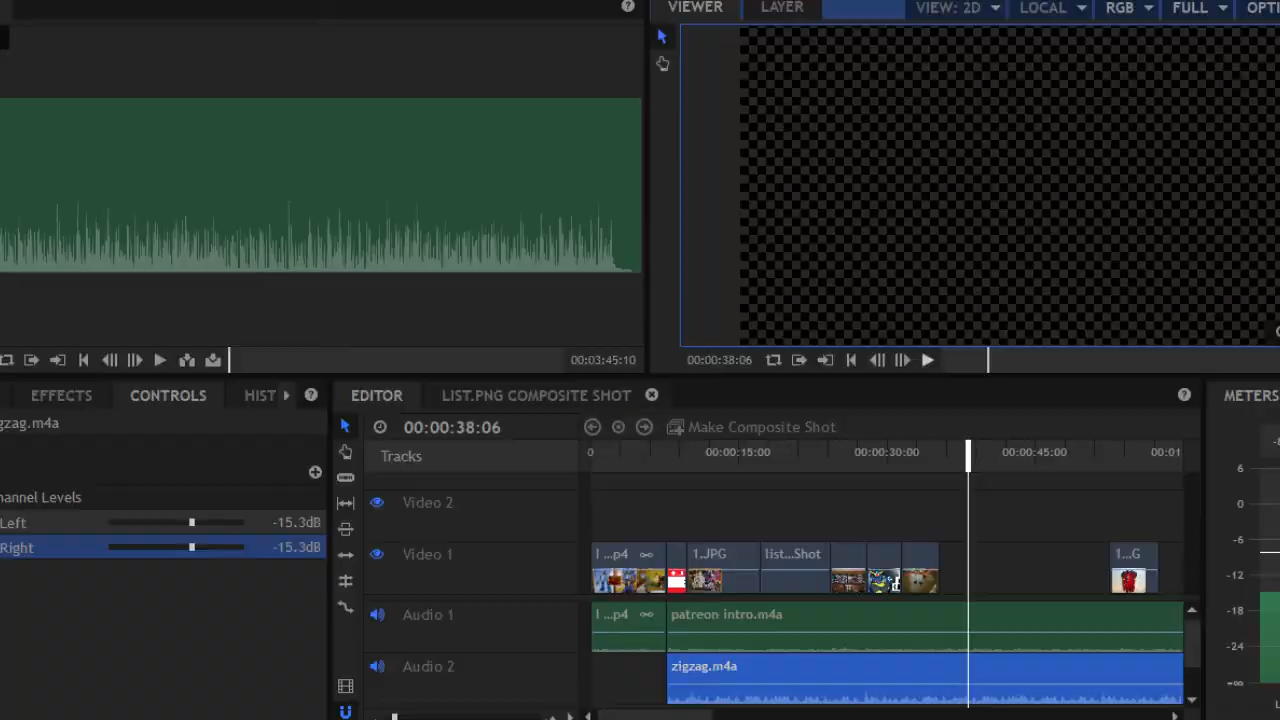 VIEWER LAYER VIEW: 2D LOCAL RGB FULL OPTI
00:03:45:10
00:00:38:06
EFFECTS CONTROLS HIST
gzag.m4a
hannel Levels
Left -15.3dB
Right -15.3dB
EDITOR LIST.PNG COMPOSITE SHOT
00:00:38:06 Make Composite Shot
Tracks 0 00:00:15:00 00:00:30:00 00:00:45:00 00:01
Video 2
Video 1 l ...p4 1.JPG list...Shot 1...G
Audio 1 l ...p4 patreon intro.m4a
Audio 2 zigzag.m4a
METERS
6
0
-6
-12
-18
-24
-∞